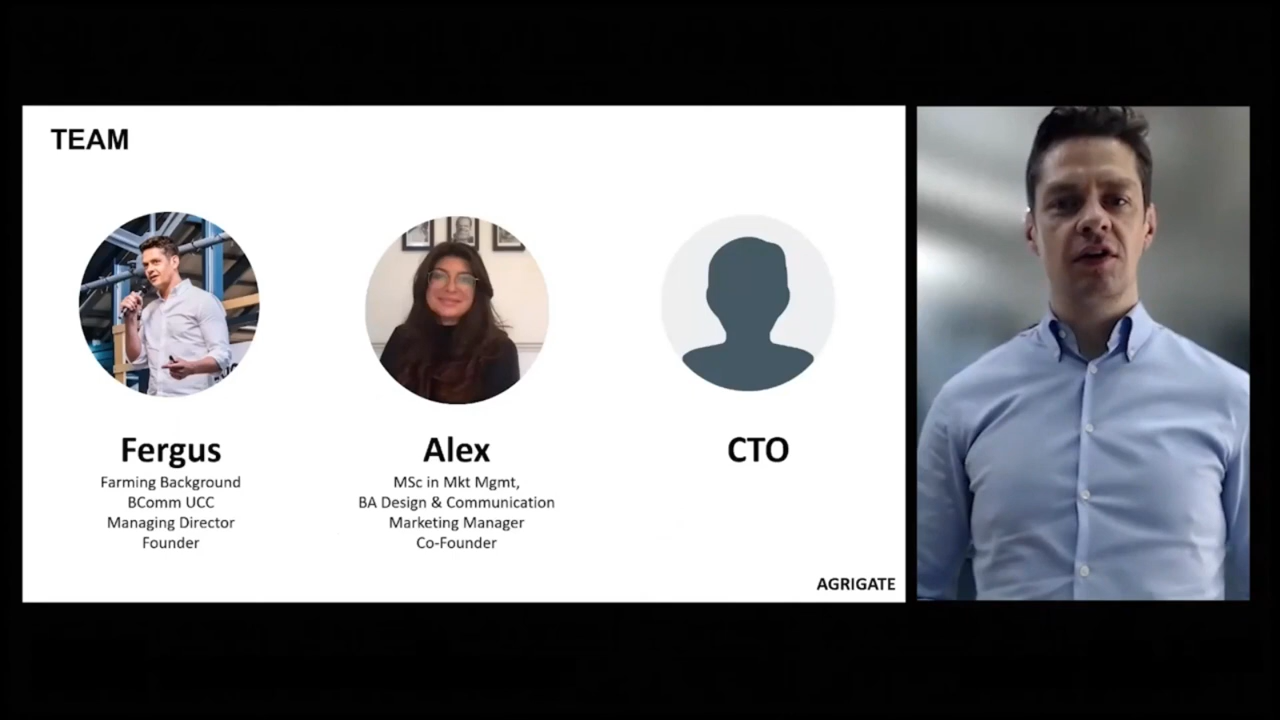 TEAM
Fergus
Farming Background
BComm UCC
Managing Director
Founder
Alex
MSc in Mkt Mgmt,
BA Design & Communication
Marketing Manager
Co-Founder
CTO
AGRIGATE